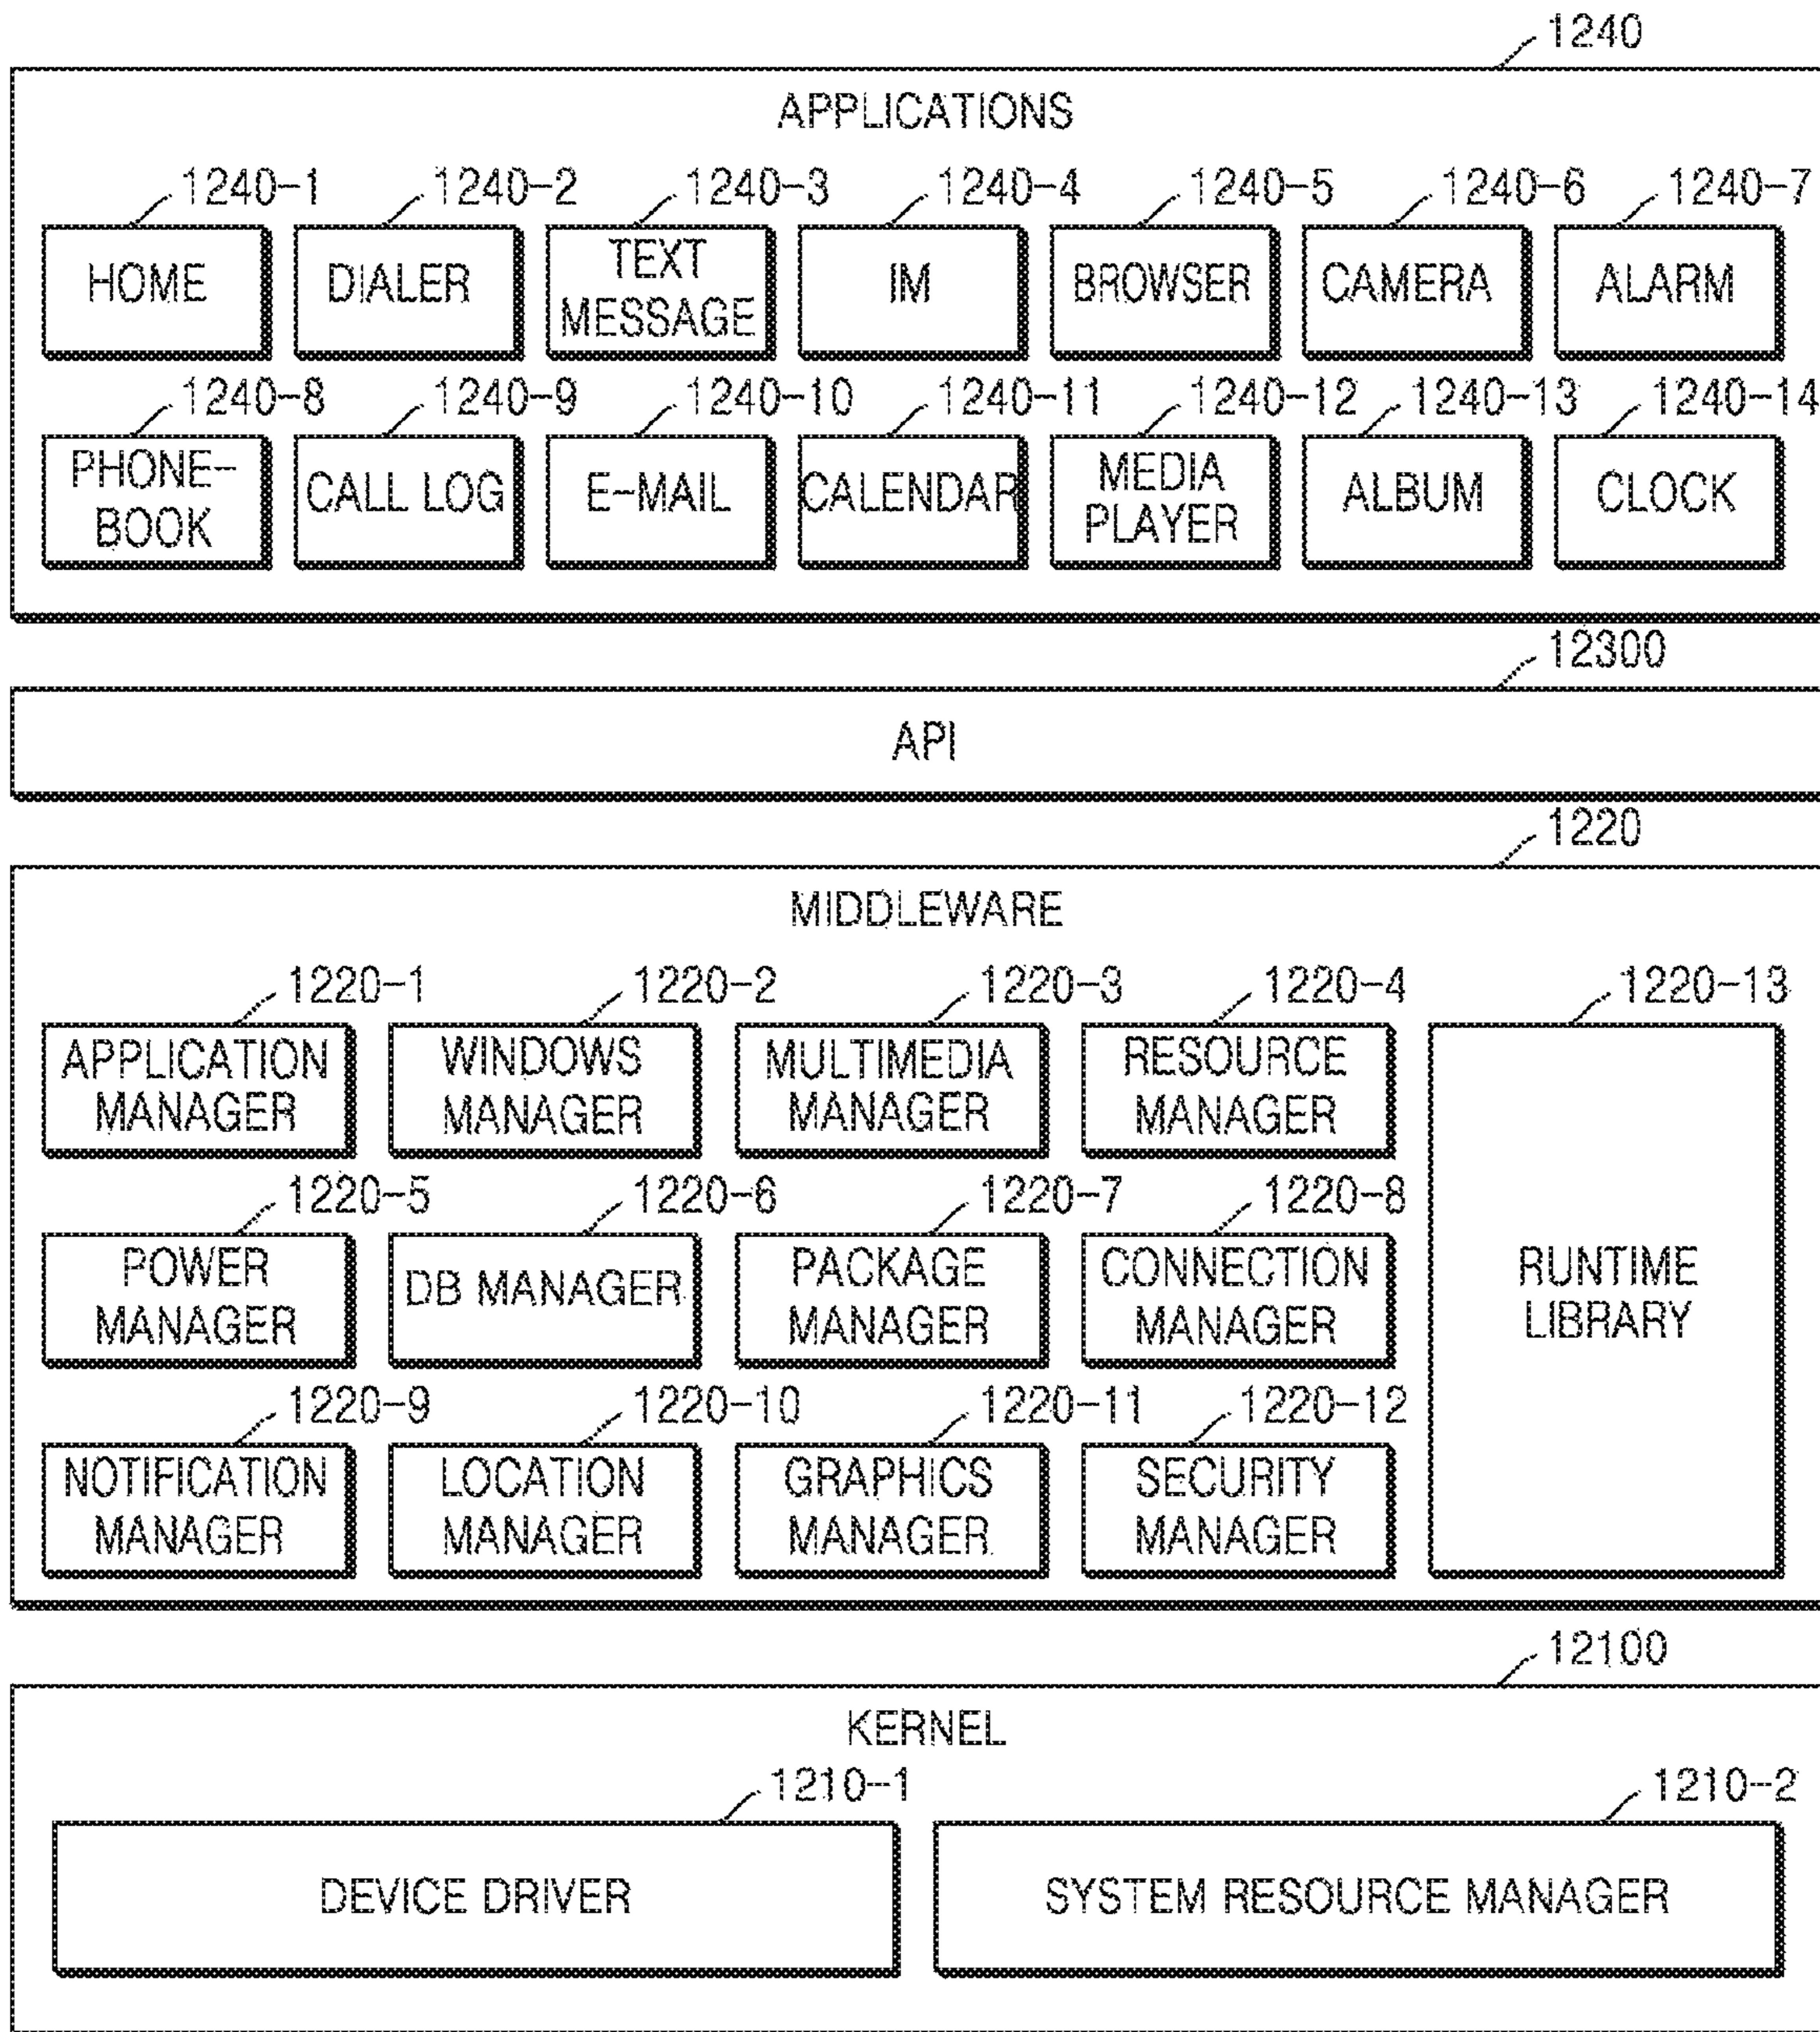 1240
APPLICATIONS
1240-1 1240-2 1240-3 1240-4 1240-5 1240-6 1240-7
HOME
DIALER
TEXT
MESSAGE
IM
BROWSER
CAMERA
ALARM
1240-8 1240-9 1240-10 1240-11 1240-12 1240-13 1240-14
PHONE-
BOOK
CALL LOG
E-MAIL
CALENDAR
MEDIA
PLAYER
ALBUM
CLOCK
12300
API
1220
MIDDLEWARE
1220-1 1220-2 1220-3 1220-4 1220-13
APPLICATION
MANAGER
WINDOWS
MANAGER
MULTIMEDIA
MANAGER
RESOURCE
MANAGER
1220-5 1220-6 1220-7 1220-8
POWER
MANAGER
DB MANAGER
PACKAGE
MANAGER
CONNECTION
MANAGER
RUNTIME
LIBRARY
1220-9 1220-10 1220-11 1220-12
NOTIFICATION
MANAGER
LOCATION
MANAGER
GRAPHICS
MANAGER
SECURITY
MANAGER
12100
KERNEL
1210-1 1210-2
DEVICE DRIVER
SYSTEM RESOURCE MANAGER